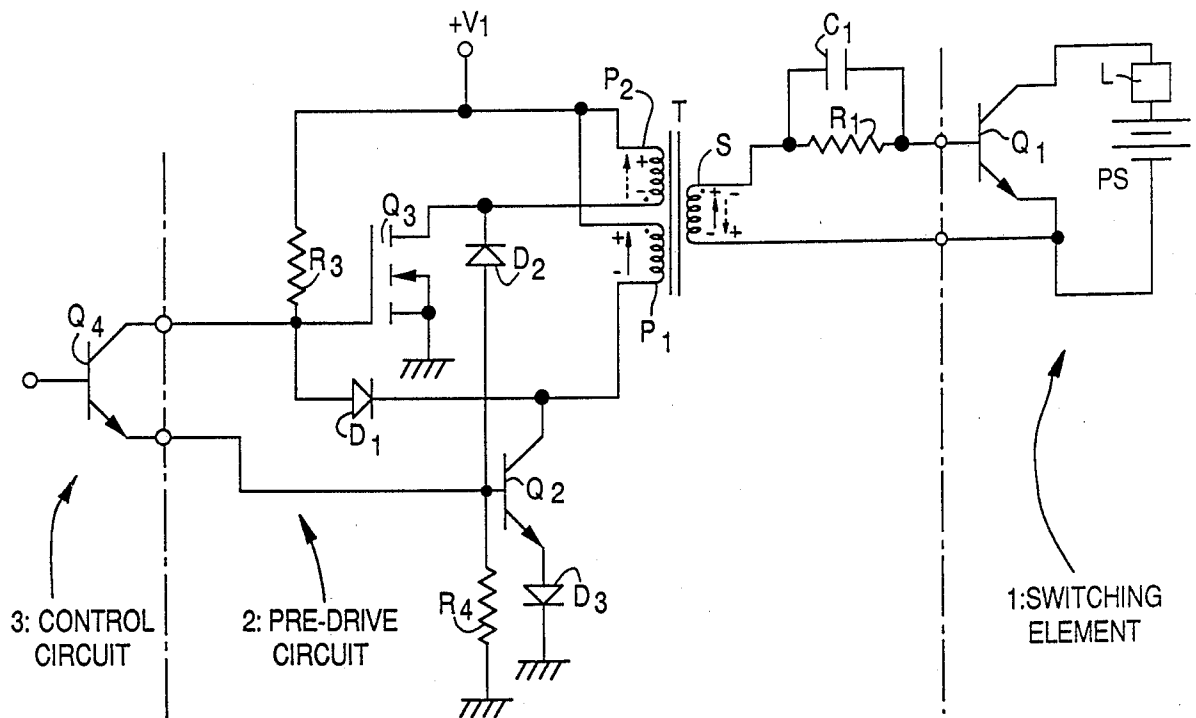 +V₁
C₁
P₂
T
L
R₁
S
Q₁
PS
Q₃
R₃
D₂
Q₄
P₁
D₁
Q₂
R₄
D₃
3: CONTROL
CIRCUIT
2: PRE-DRIVE
CIRCUIT
1:SWITCHING
ELEMENT
+
-
+
-
+
-
-
+